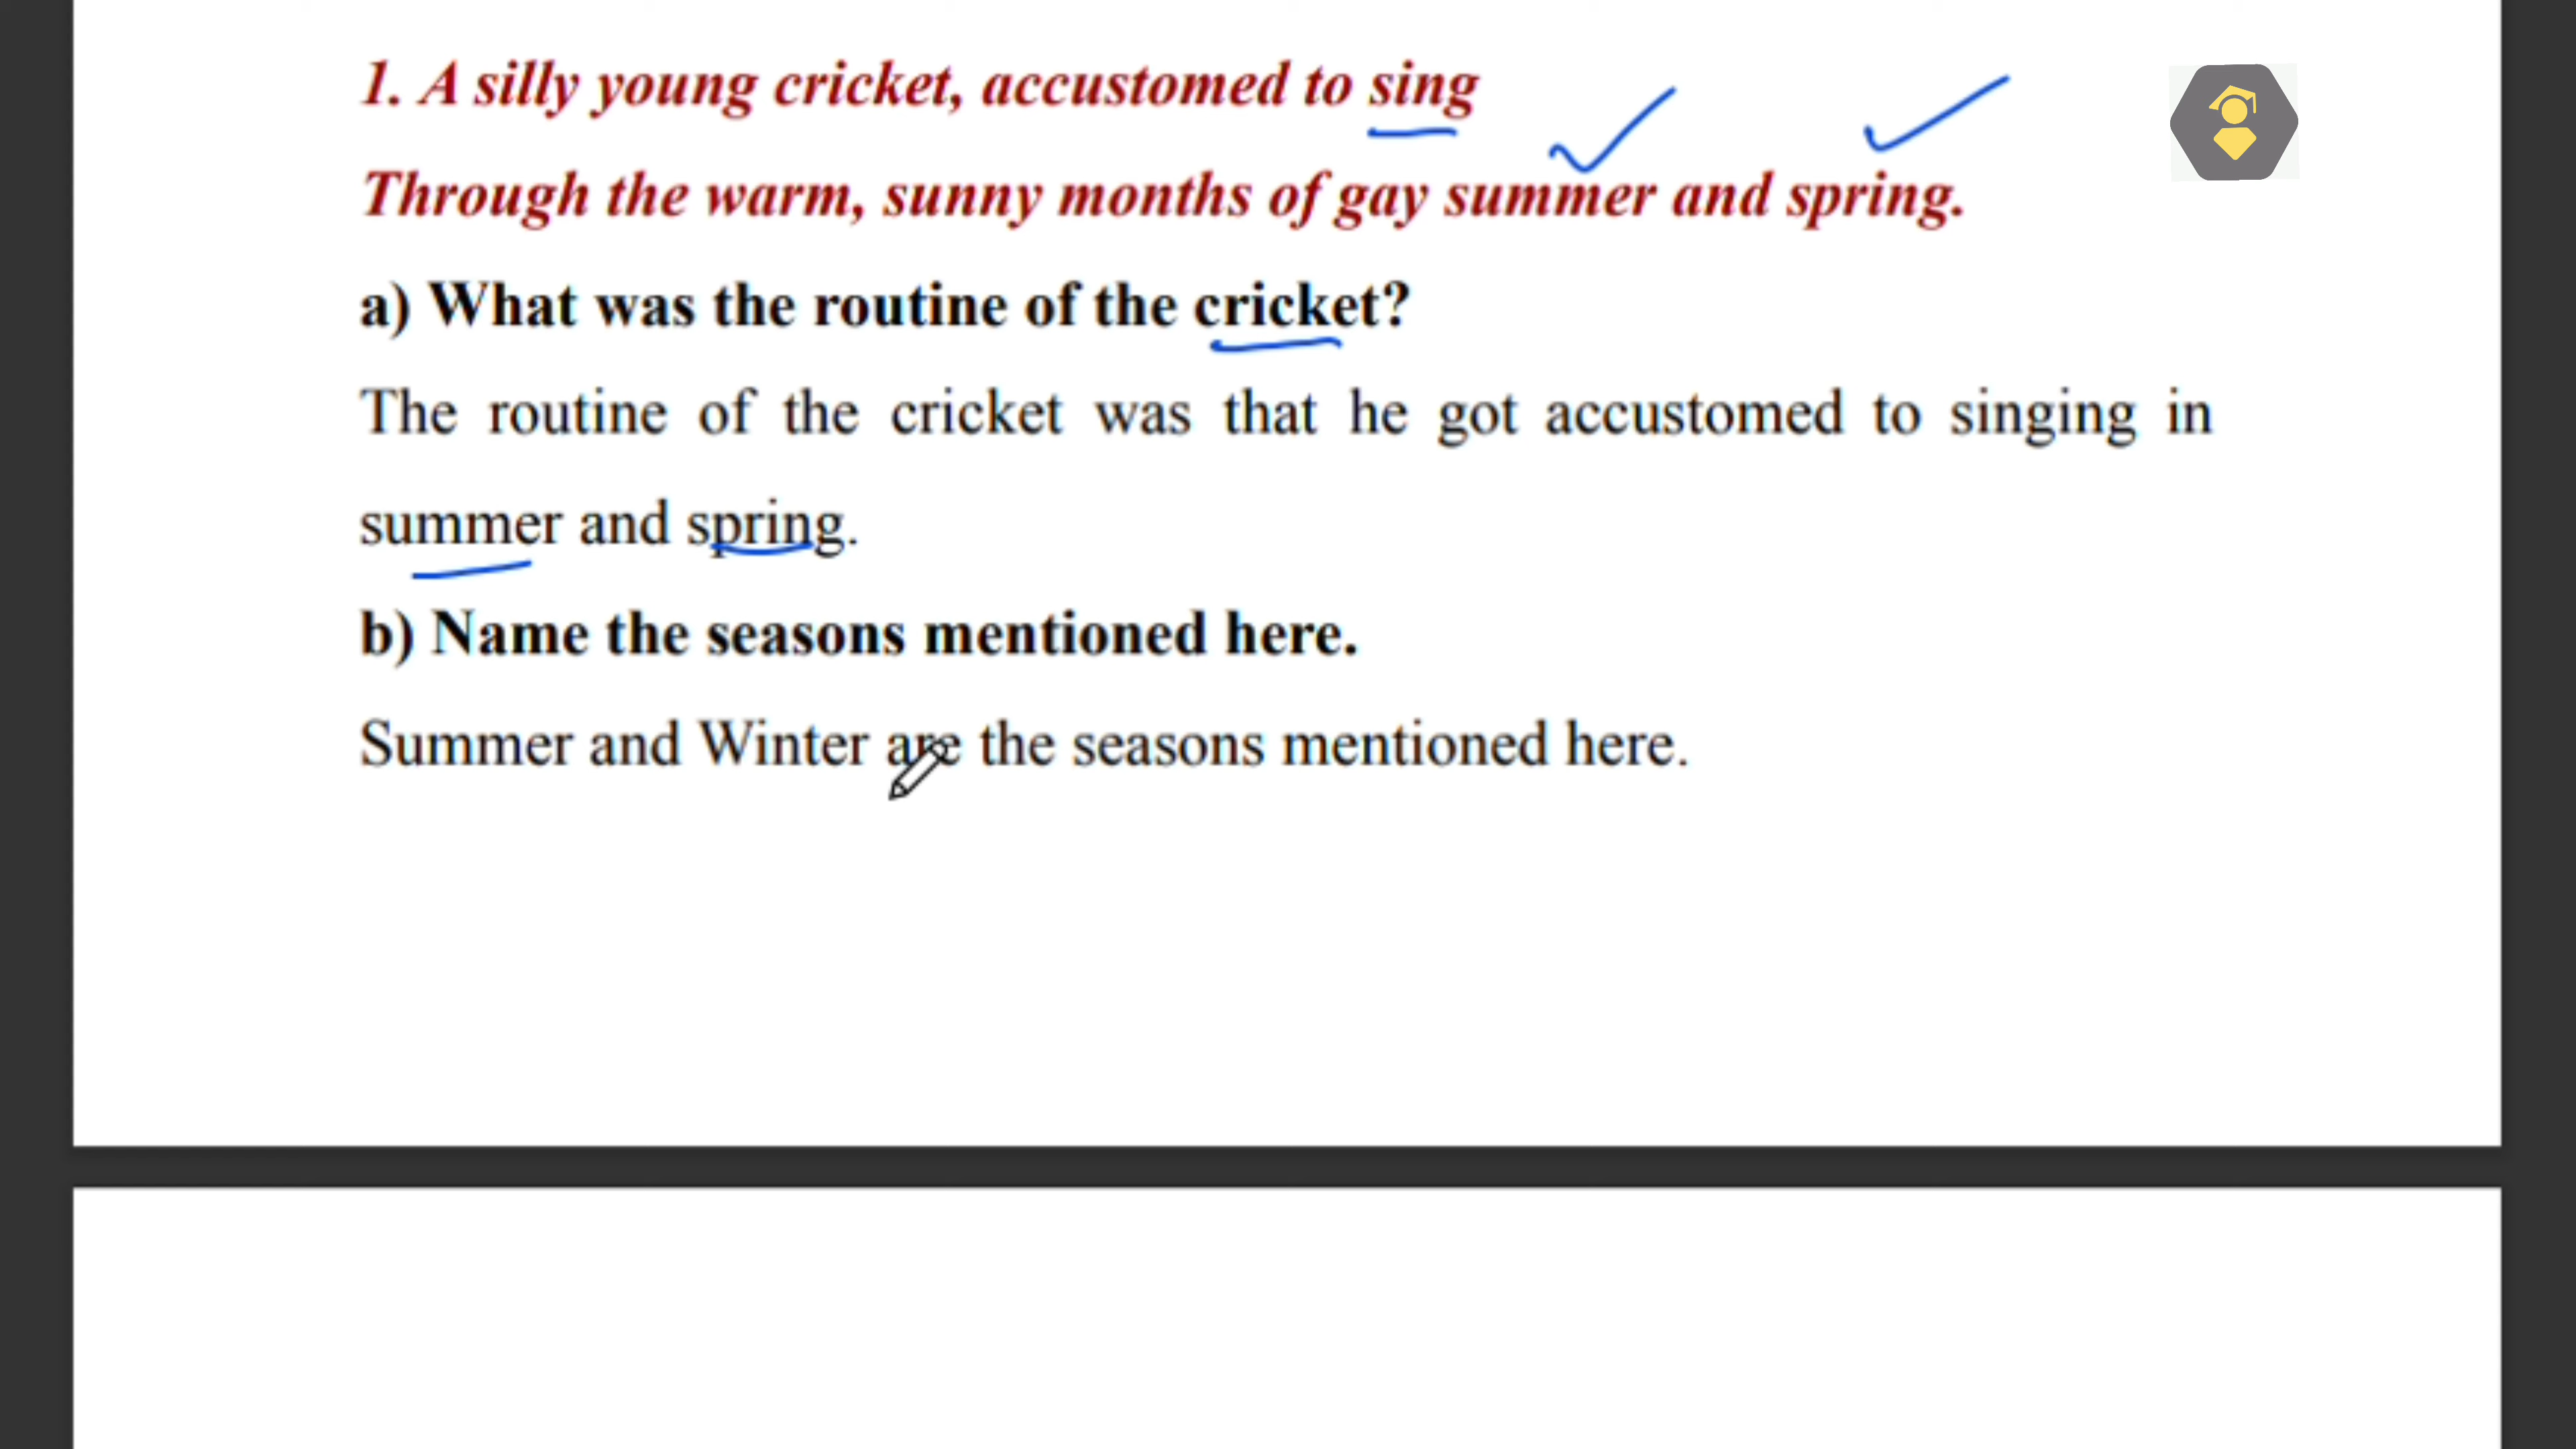 1. A silly young cricket, accustomed to sing
Through the warm, sunny months of gay summer and spring.
a) What was the routine of the cricket?
The routine of the cricket was that he got accustomed to singing in
summer and spring.
b) Name the seasons mentioned here.
Summer and Winter are the seasons mentioned here.